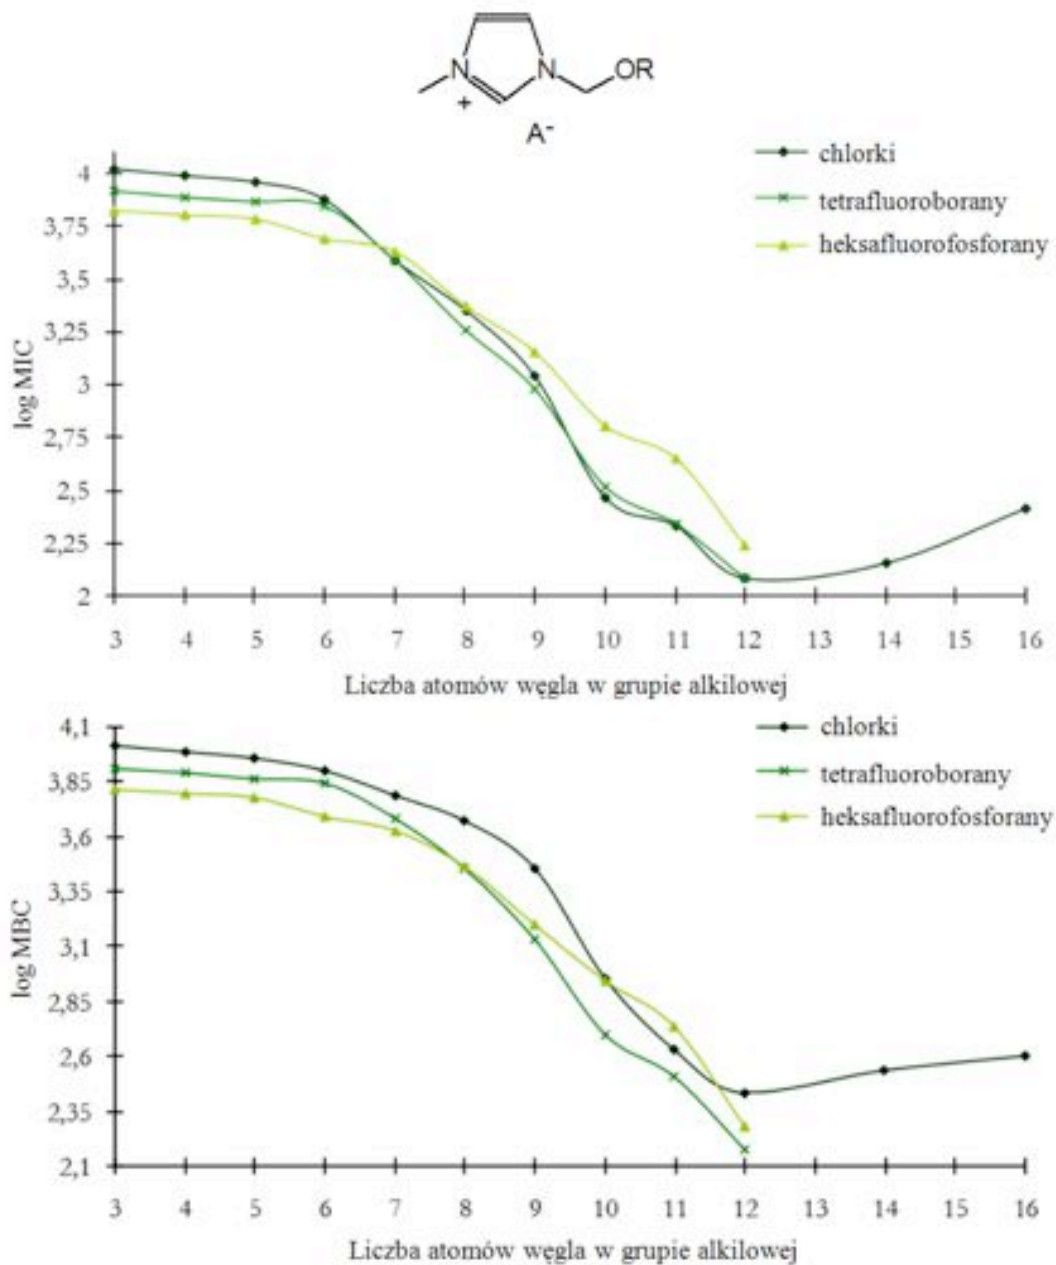 N
N
OR
+
A-
chlorki
tetrafluoroborany
heksafluorofosforany
4
3,75
3,5
3,25
3
2,75
2,5
2,25
2
log MIC
3 4 5 6 7 8 9 10 11 12 13 14 15 16
Liczba atomów węgla w grupie alkilowej
chlorki
tetrafluoroborany
heksafluorofosforany
4,1
3,85
3,6
3,35
3,1
2,85
2,6
2,35
2,1
log MBC
3 4 5 6 7 8 9 10 11 12 13 14 15 16
Liczba atomów węgla w grupie alkilowej